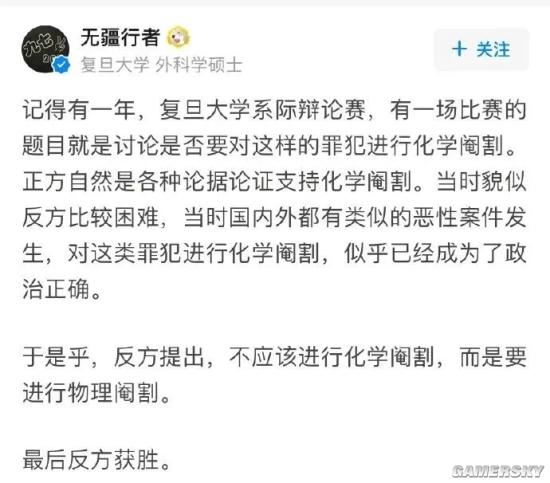 无疆行者
复旦大学 外科学硕士
+ 关注
记得有一年，复旦大学系际辩论赛，有一场比赛的
题目就是讨论是否要对这样的罪犯进行化学阉割。
正方自然是各种论据论证支持化学阉割。当时貌似
反方比较困难，当时国内外都有类似的恶性案件发
生，对这类罪犯进行化学阉割，似乎已经成为了政
治正确。
于是乎，反方提出，不应该进行化学阉割，而是要
进行物理阉割。
最后反方获胜。
GAMERSKY